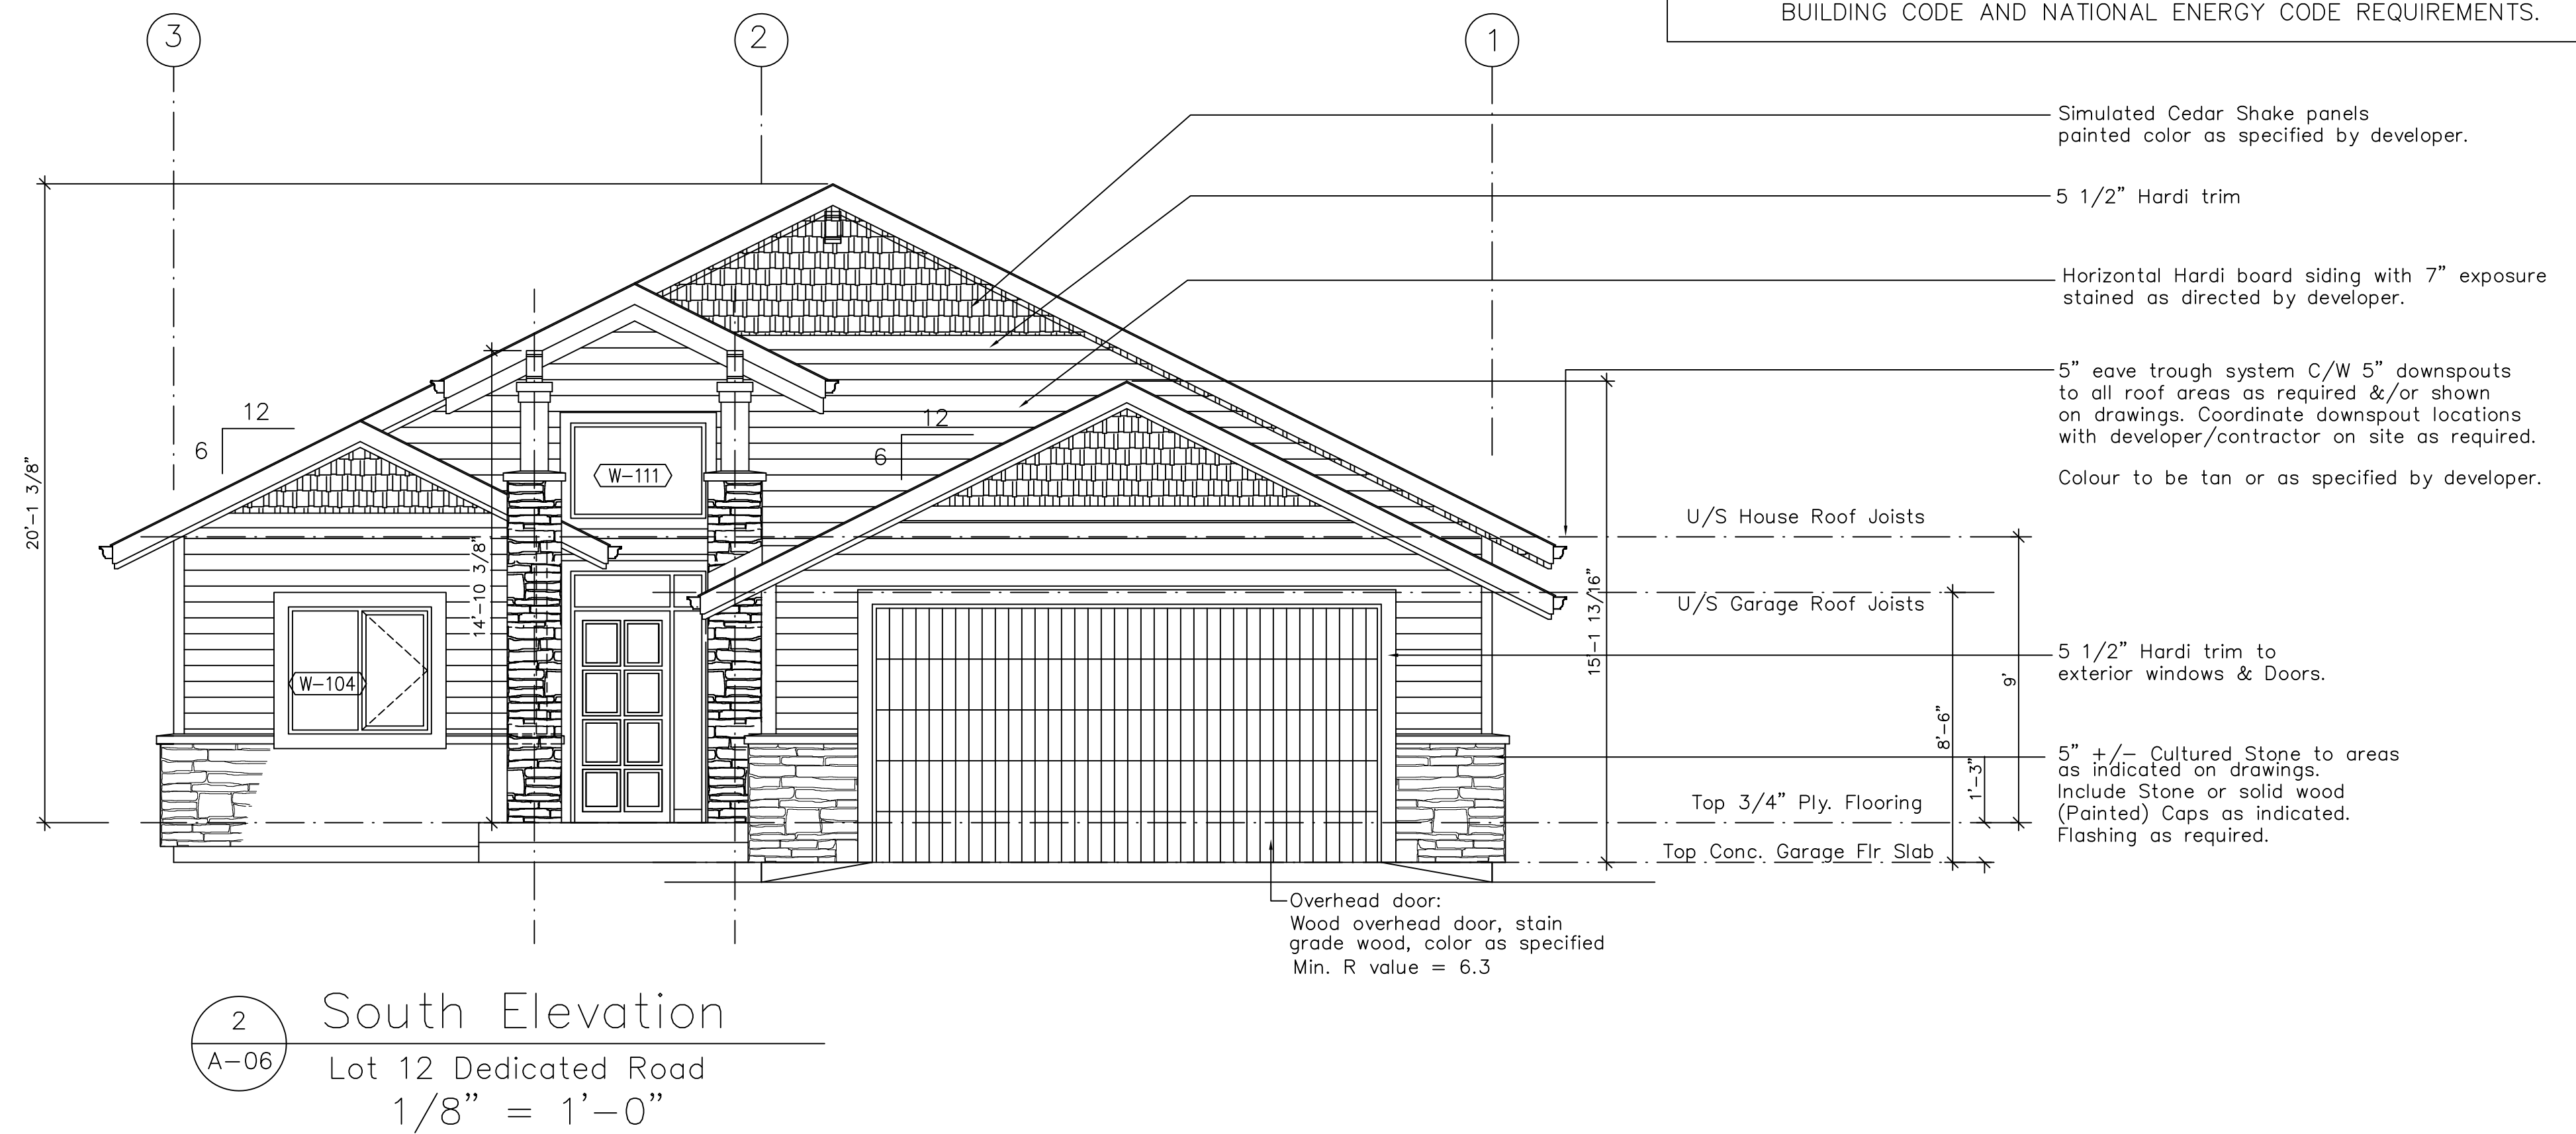 BUILDING CODE AND NATIONAL ENERGY CODE REQUIREMENTS.
3
2
1
Simulated Cedar Shake panels
painted color as specified by developer.
5 1/2” Hardi trim
Horizontal Hardi board siding with 7” exposure
stained as directed by developer.
5” eave trough system C/W 5” downspouts
to all roof areas as required &/or shown
on drawings. Coordinate downspout locations
with developer/contractor on site as required.
Colour to be tan or as specified by developer.
12
6
12
6
20’-1 3/8”
14’-10 3/8”
15’-1 13/16”
W-111
W-104
U/S House Roof Joists
U/S Garage Roof Joists
9’
8’-6”
1’-3”
5 1/2” Hardi trim to
exterior windows & Doors.
5” +/- Cultured Stone to areas
as indicated on drawings.
Include Stone or solid wood
(Painted) Caps as indicated.
Flashing as required.
Top 3/4” Ply. Flooring
Top Conc. Garage Flr Slab
Overhead door:
Wood overhead door, stain
grade wood, color as specified
Min. R value = 6.3
2
A-06
South Elevation
Lot 12 Dedicated Road
1/8” = 1’-0”